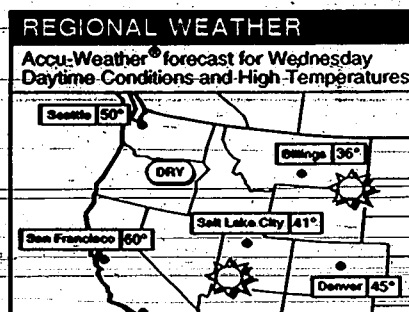 REGIONAL WEATHER
Accu-Weather® forecast for Wednesday
Daytime Conditions and High Temperatures
Seattle 50°
Billings 36°
DRY
Salt Lake City 41°
San Francisco 60°
Denver 45°